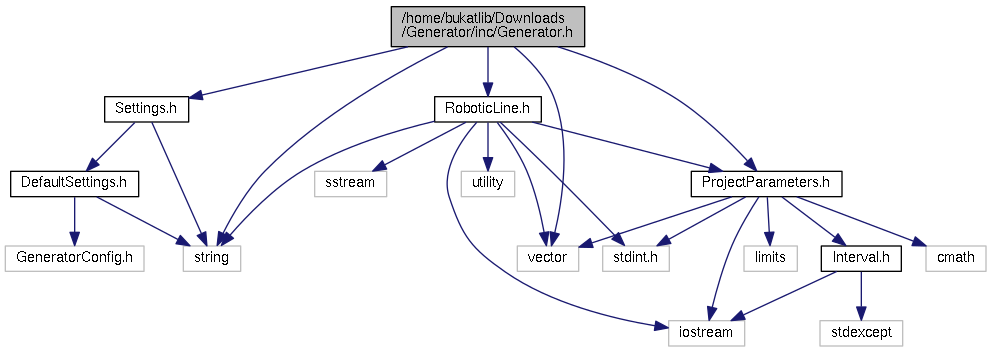 /home/bukatlib/Downloads
/Generator/inc/Generator.h
Settings.h
RoboticLine.h
DefaultSettings.h
sstream
utility
ProjectParameters.h
GeneratorConfig.h
string
vector
stdint.h
limits
Interval.h
cmath
iostream
stdexcept